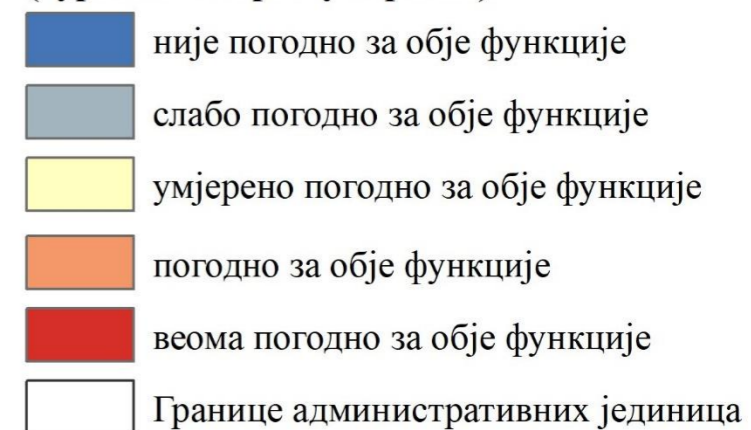 није погодно за обје функције
слабо погодно за обје функције
умјерено погодно за обје функције
погодно за обје функције
веома погодно за обје функције
Границе административних јединица